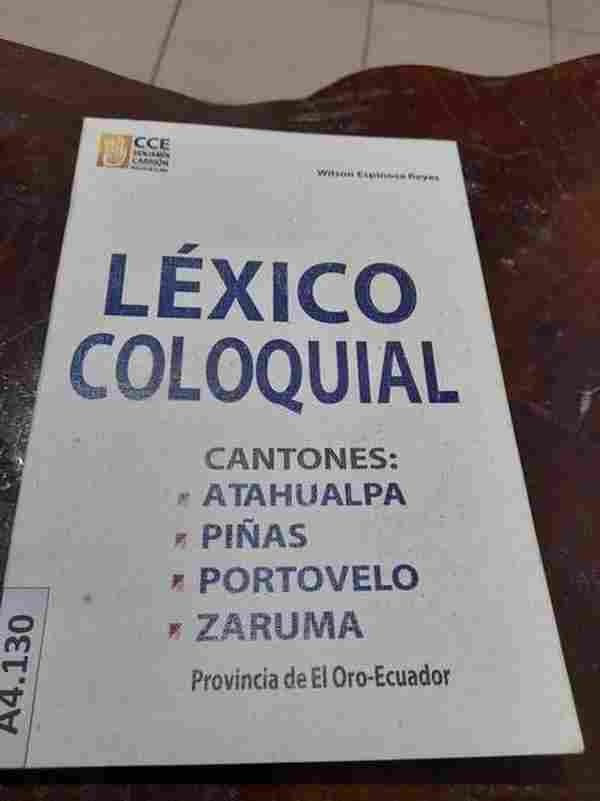 CCE
BENJAMÍN
CARRIÓN
Wilson Espinosa Reyes
LÉXICO
COLOQUIAL
CANTONES:
ATAHUALPA
PIÑAS
PORTOVELO
ZARUMA
Provincia de El Oro-Ecuador
A4.130